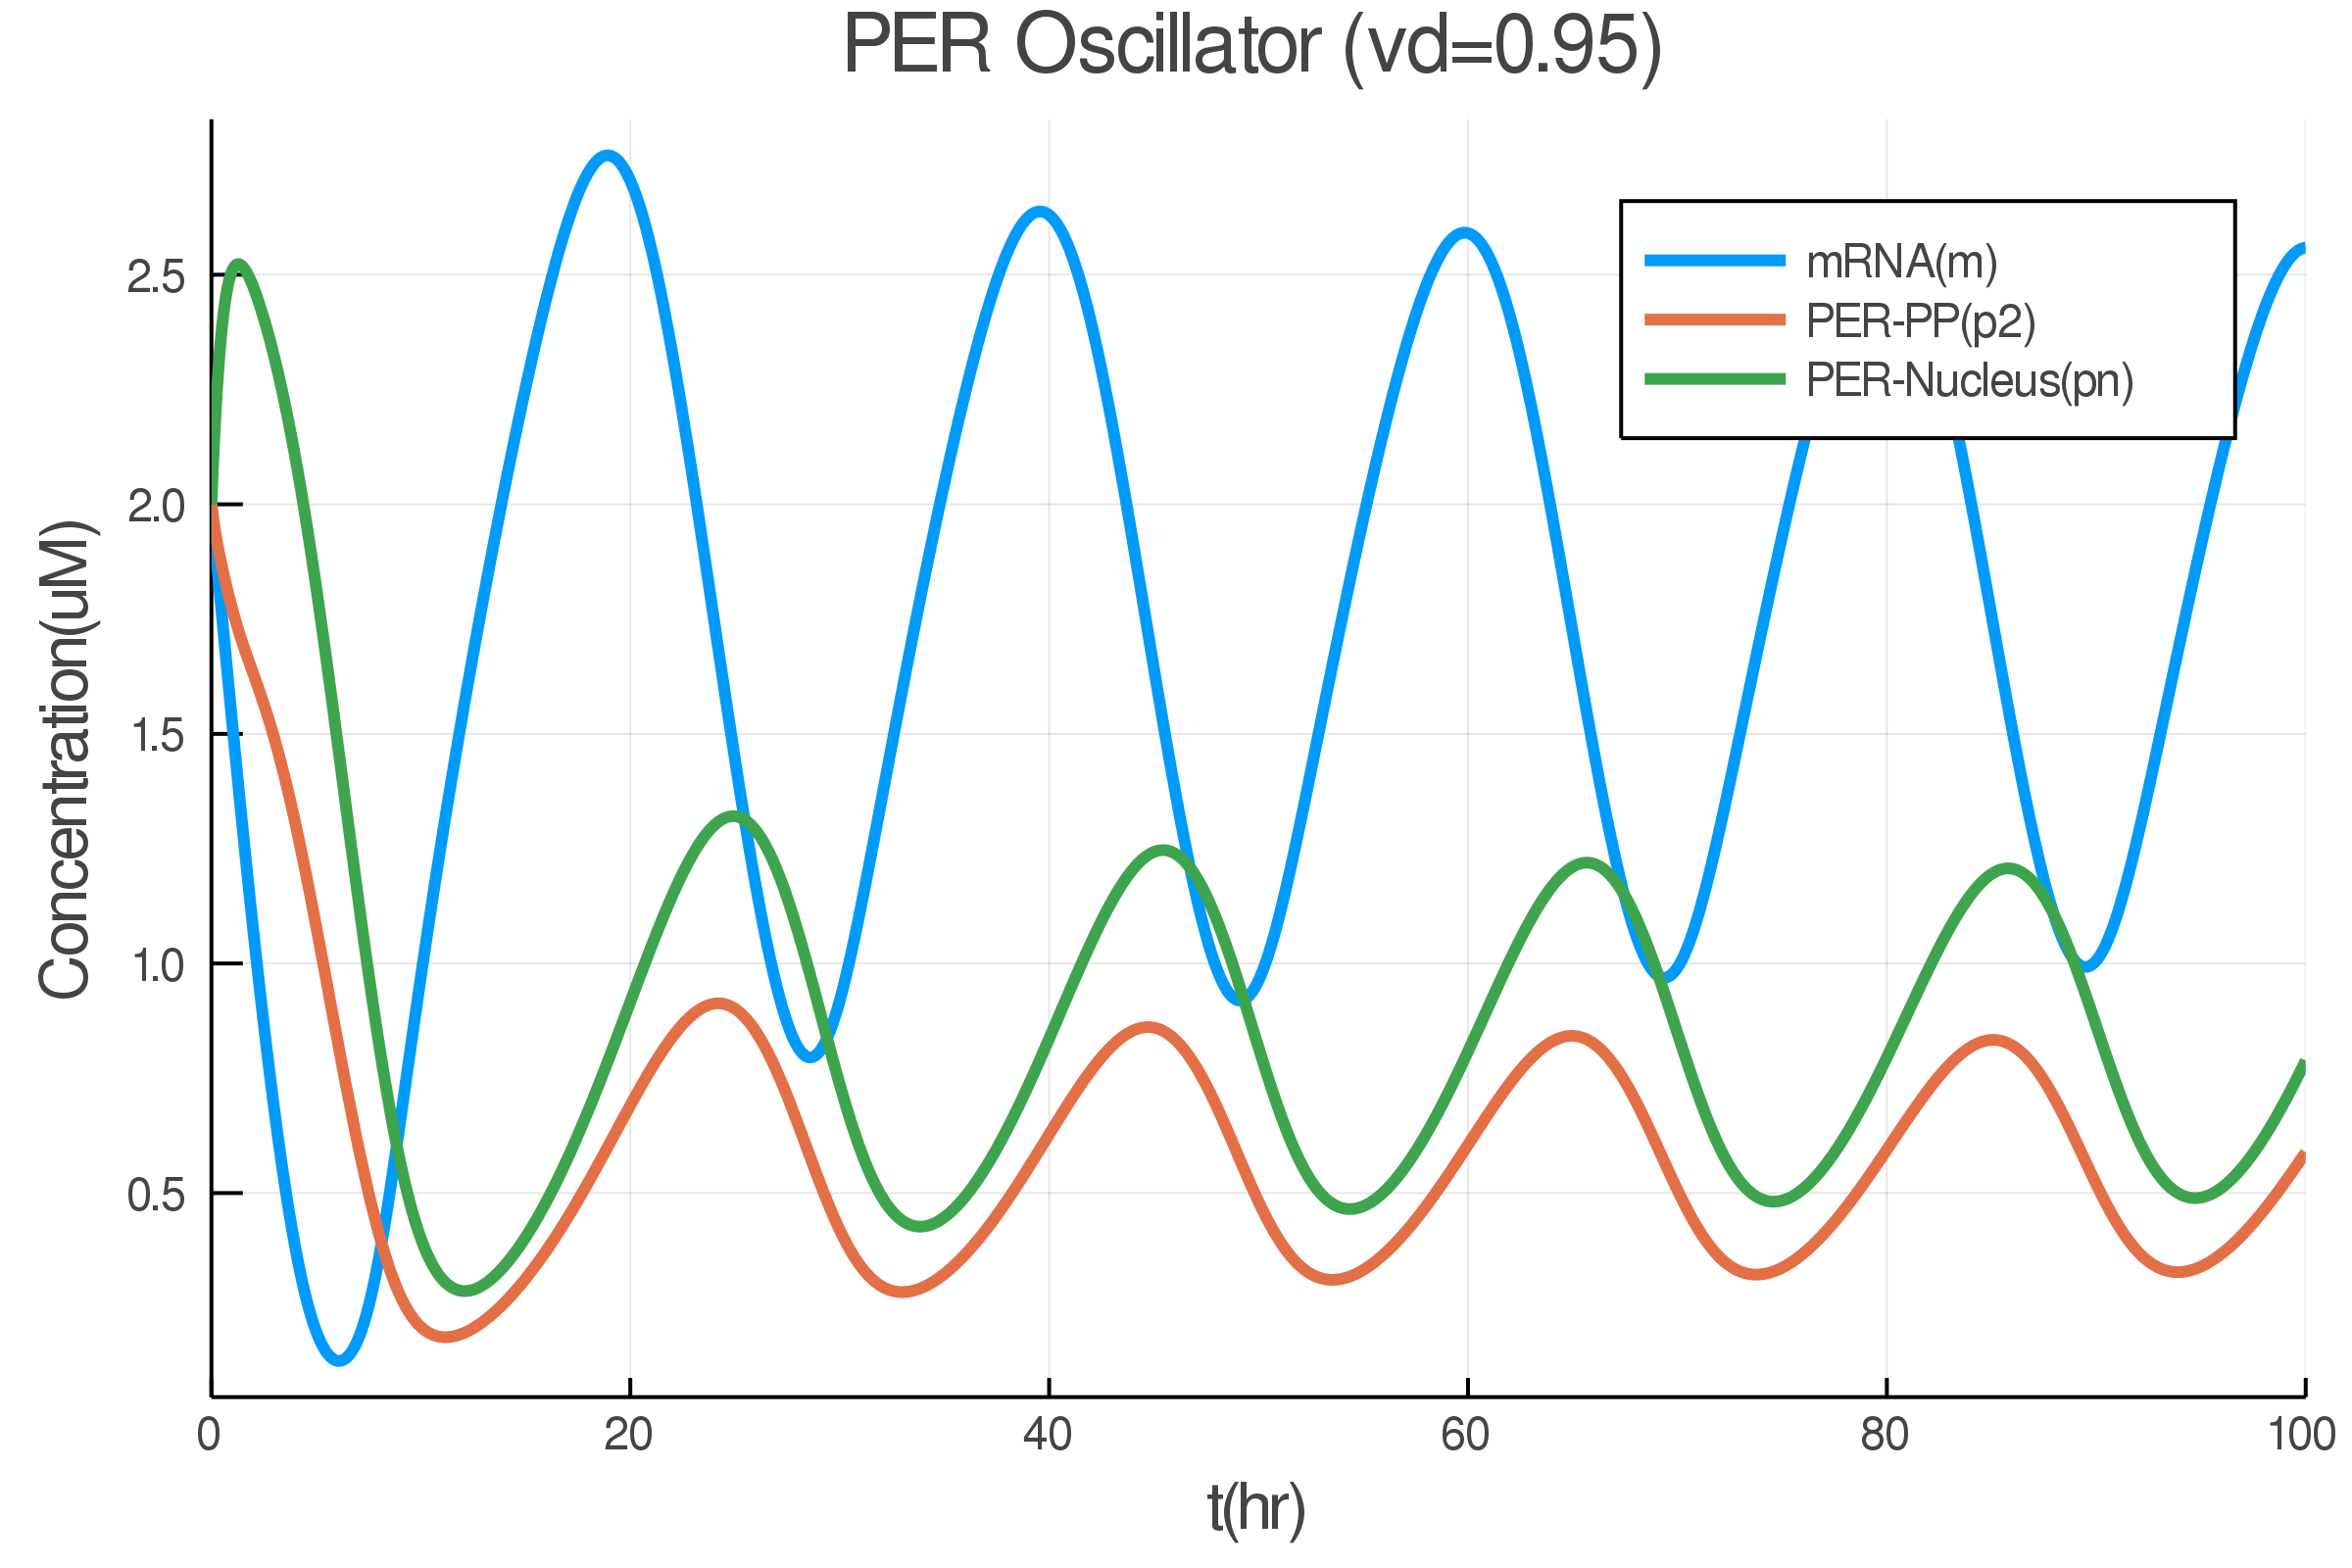 PER Oscillator (vd=0.95)
mRNA(m)
PER-PP(p2)
PER-Nucleus(pn)
Concentration(uM)
2.5
2.0
1.5
1.0
0.5
0 20 40 60 80 100
t(hr)